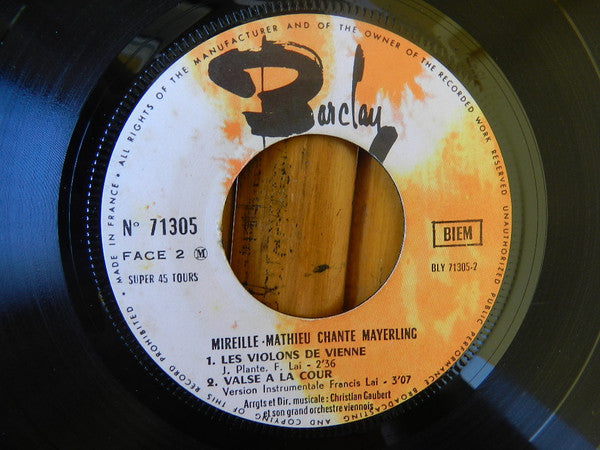 • MADE IN FRANCE • ALL RIGHTS OF THE MANUFACTURER AND OF THE OWNER OF THE RECORDED WORK RESERVED UNAUTHORIZED PUBLIC PERFORMANCE BROADCASTING AND COPYING OF THIS RECORD PROHIBITED
Barclay
Nº 71305
FACE 2 M
SUPER 45 TOURS
BIEM
BLY 71305-2
MIREILLE-MATHIEU CHANTE MAYERLING
1. LES VIOLONS DE VIENNE
J. Plante. F. Lai - 2'36
2. VALSE A LA COUR
Version Instrumentale Francis Lai - 3'07
Arrgts et Dir. musicale : Christian Gaubert
et son grand orchestre viennois